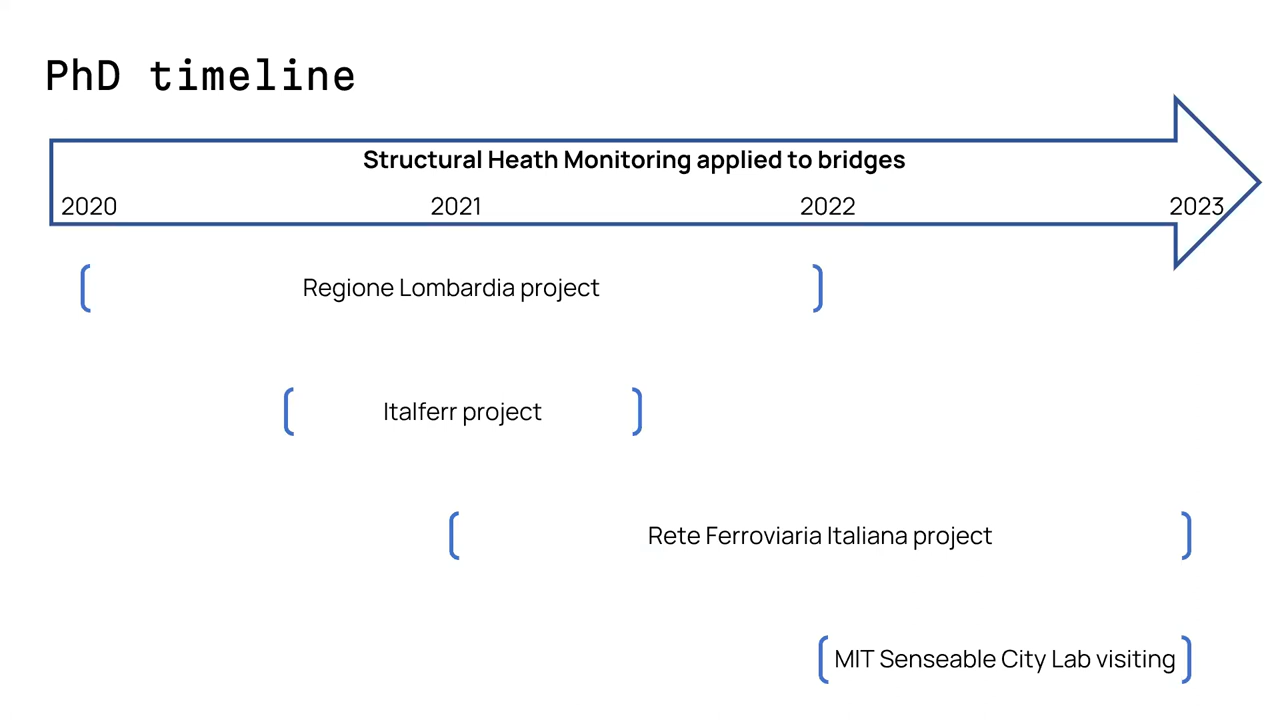 PhD timeline
Structural Heath Monitoring applied to bridges
2020 2021 2022 2023
Regione Lombardia project
Italferr project
Rete Ferroviaria Italiana project
MIT Senseable City Lab visiting